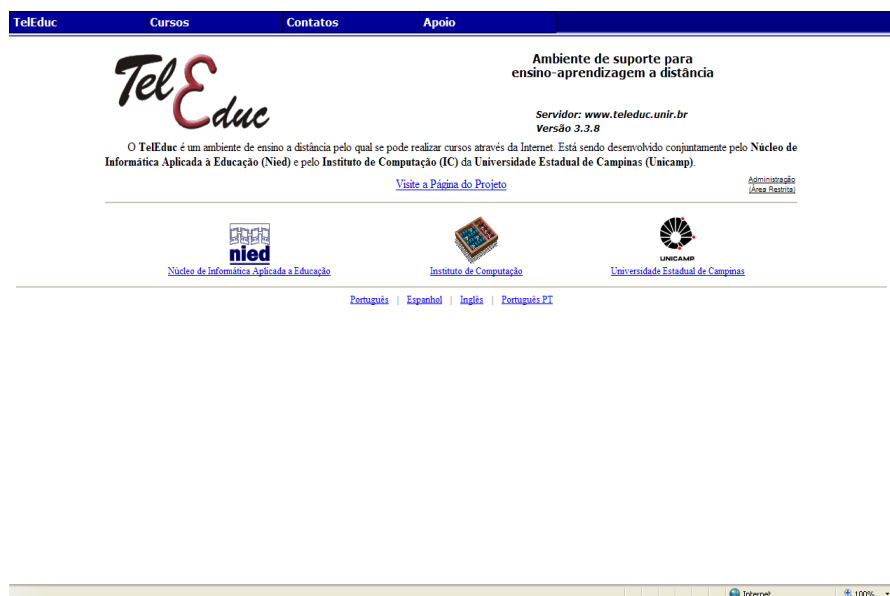 TelEduc Cursos Contatos Apoio
Tel Educ
Ambiente de suporte para
ensino-aprendizagem a distância
Servidor: www.teleduc.unir.br
Versão 3.3.8
O TelEduc é um ambiente de ensino a distância pelo qual se pode realizar cursos através da Internet. Está sendo desenvolvido conjuntamente pelo Núcleo de
Informática Aplicada à Educação (Nied) e pelo Instituto de Computação (IC) da Universidade Estadual de Campinas (Unicamp).
Visite a Página do Projeto
Administração
(Área Restrita)
nied
UNICAMP
Núcleo de Informática Aplicada a Educação Instituto de Computação Universidade Estadual de Campinas
Português | Espanhol | Inglês | Português PT
Internet 100%